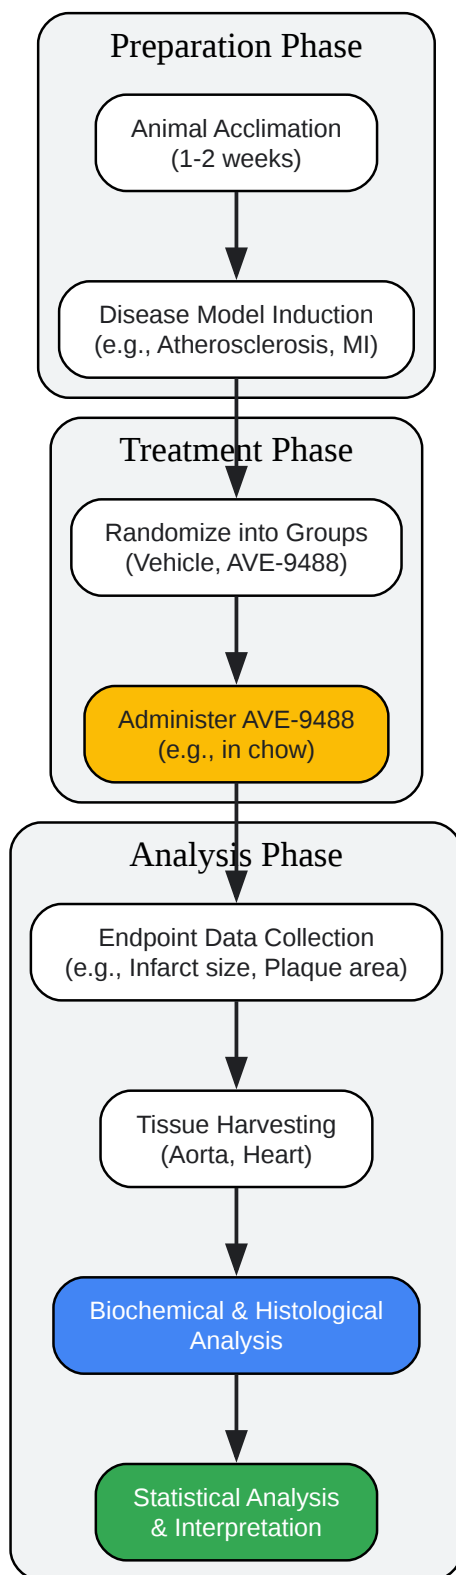 Preparation Phase
Animal Acclimation
(1-2 weeks)
Disease Model Induction
(e.g., Atherosclerosis, MI)
Treatment Phase
Randomize into Groups
(Vehicle, AVE-9488)
Administer AVE-9488
(e.g., in chow)
Analysis Phase
Endpoint Data Collection
(e.g., Infarct size, Plaque area)
Tissue Harvesting
(Aorta, Heart)
Biochemical & Histological
Analysis
Statistical Analysis
& Interpretation